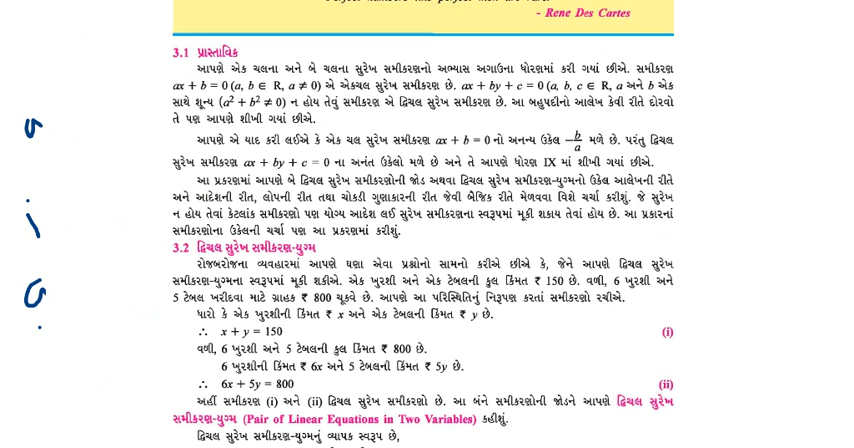 - Rene Des Cartes
3.1 પ્રાસ્તાવિક
આપણે એક ચલના અને બે ચલના સુરેખ સમીકરણનો અભ્યાસ અગાઉના ધોરણમાં કરી ગયાં છીએ. સમીકરણ
ax + b = 0 (a, b ∈ R, a ≠ 0) એ એકચલ સુરેખ સમીકરણ છે. ax + by + c = 0 (a, b, c ∈ R, a અને b એક
સાથે શૂન્ય (a² + b² ≠ 0) ન હોય તેવું સમીકરણ એ દ્વિચલ સુરેખ સમીકરણ છે. આ બહુપદીનો આલેખ કેવી રીતે દોરવો
તે પણ આપણે શીખી ગયાં છીએ.
આપણે એ યાદ કરી લઈએ કે એક ચલ સુરેખ સમીકરણ ax + b = 0 નો અનન્ય ઉકેલ –b/a મળે છે. પરંતુ દ્વિચલ
સુરેખ સમીકરણ ax + by + c = 0 ના અનંત ઉકેલો મળે છે અને તે આપણે ધોરણ IX માં શીખી ગયાં છીએ.
આ પ્રકરણમાં આપણે બે દ્વિચલ સુરેખ સમીકરણોની જોડ અથવા દ્વિચલ સુરેખ સમીકરણ-યુગ્મનો ઉકેલ આલેખની રીતે
અને આદેશની રીત, લોપની રીત તથા ચોકડી ગુણાકારની રીત જેવી બૈજિક રીતે મેળવવા વિશે ચર્ચા કરીશું. જે સુરેખ
ન હોય તેવાં કેટલાંક સમીકરણો પણ યોગ્ય આદેશ લઈ સુરેખ સમીકરણના સ્વરૂપમાં મૂકી શકાય તેવાં હોય છે. આ પ્રકારનાં
સમીકરણોના ઉકેલની ચર્ચા પણ આ પ્રકરણમાં કરીશું.
3.2 દ્વિચલ સુરેખ સમીકરણ-યુગ્મ
રોજબરોજના વ્યવહારમાં આપણે ઘણા એવા પ્રશ્નોનો સામનો કરીએ છીએ કે, જેને આપણે દ્વિચલ સુરેખ
સમીકરણ-યુગ્મના સ્વરૂપમાં મૂકી શકીએ. એક ખુરશી અને એક ટેબલની કુલ કિંમત ₹ 150 છે. વળી, 6 ખુરશી અને
5 ટેબલ ખરીદવા માટે ગ્રાહક ₹ 800 ચૂકવે છે. આપણે આ પરિસ્થિતિનું નિરૂપણ કરતાં સમીકરણો રચીએ.
ધારો કે એક ખુરશીની કિંમત ₹ x અને એક ટેબલની કિંમત ₹ y છે.
∴ x + y = 150 (i)
વળી, 6 ખુરશી અને 5 ટેબલની કુલ કિંમત ₹ 800 છે.
6 ખુરશીની કિંમત ₹ 6x અને 5 ટેબલની કિંમત ₹ 5y છે.
∴ 6x + 5y = 800 (ii)
અહીં સમીકરણ (i) અને (ii) દ્વિચલ સુરેખ સમીકરણો છે. આ બંને સમીકરણોની જોડને આપણે દ્વિચલ સુરેખ
સમીકરણ-યુગ્મ (Pair of Linear Equations in Two Variables) કહીશું.
દ્વિચલ સુરેખ સમીકરણ-યુગ્મનું વ્યાપક સ્વરૂપ છે,